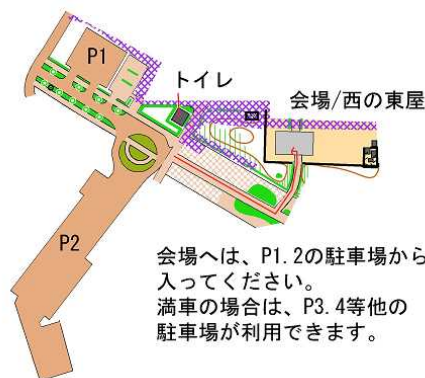 P1
トイレ
会場/西の東屋
P2
会場へは、P1.2の駐車場から
入ってください。
満車の場合は、P3.4等他の
駐車場が利用できます。